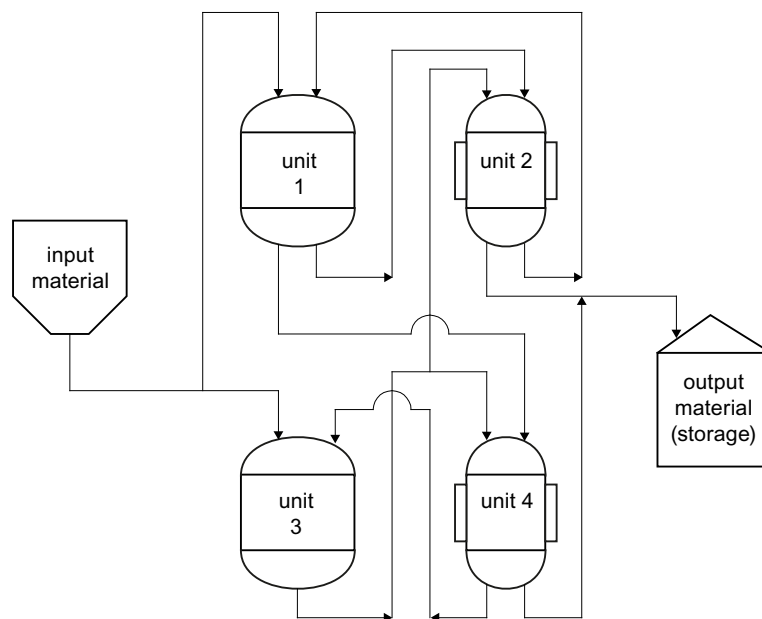 unit
1
unit 2
input
material
output
material
(storage)
unit
3
unit 4